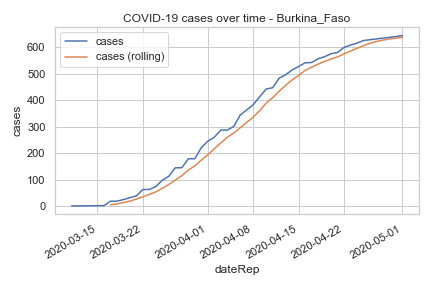 COVID-19 cases over time - Burkina_Faso
cases
cases (rolling)
cases
600
500
400
300
200
100
0
2020-03-15
2020-03-22
2020-04-01
2020-04-08
2020-04-15
2020-04-22
2020-05-01
dateRep